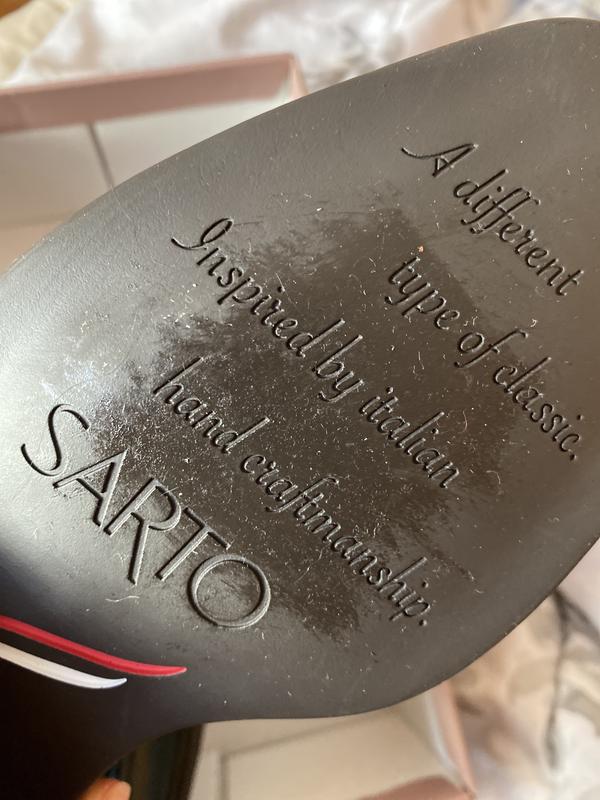 A different
type of classic.
Inspired by italian
hand craftmanship.
SARTO